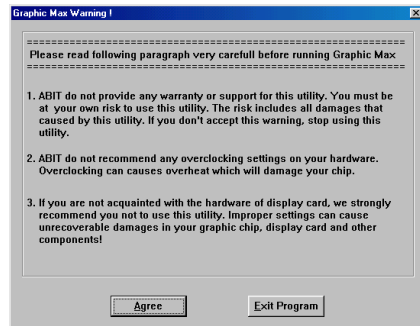 Graphic Max Warning !
================================================
Please read following paragraph very carefull before running Graphic Max
================================================
1. ABIT do not provide any warranty or support for this utility. You must be
at your own risk to use this utility. The risk includes all damages that
caused by this utility. If you don't accept this warning, stop using this
utility.
2. ABIT do not recommend any overclocking settings on your hardware.
Overclocking can causes overheat which will damage your chip.
3. If you are not acquainted with the hardware of display card, we strongly
recommend you not to use this utility. Improper settings can cause
unrecoverable damages in your graphic chip, display card and other
components!
Agree Exit Program